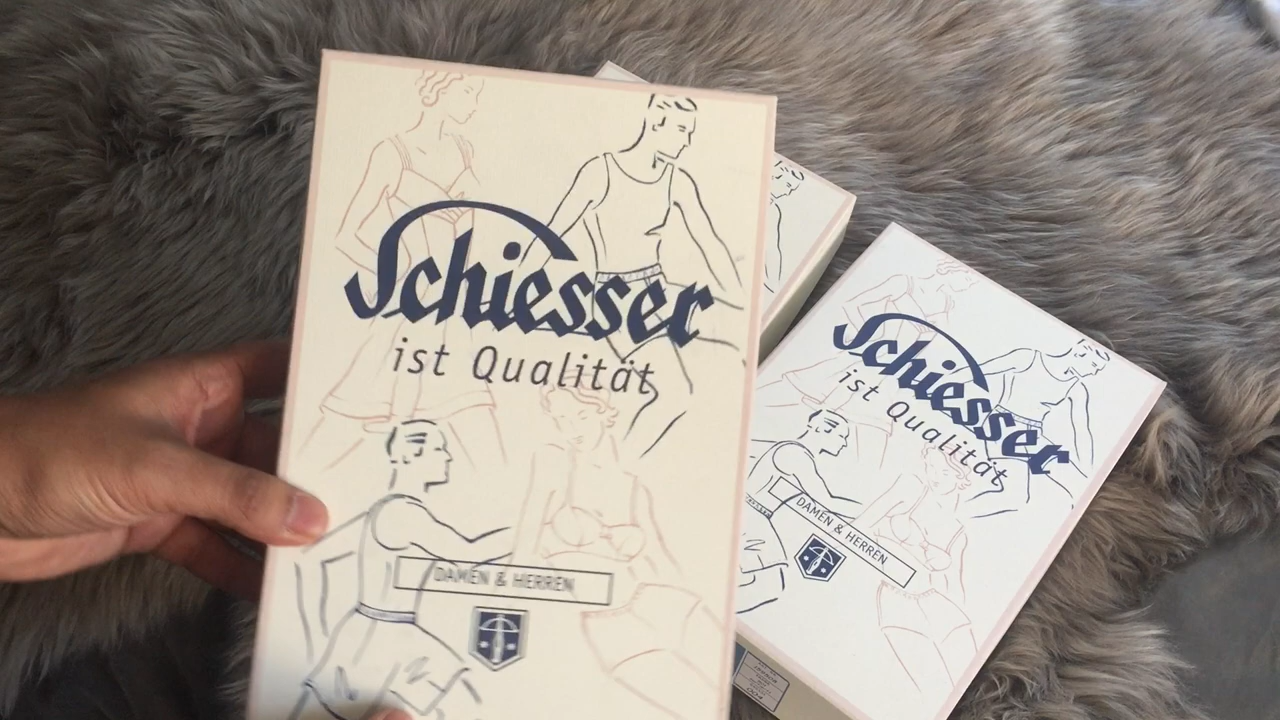 Schiesser
ist Qualität
DAMEN & HERREN
Schiesser
ist Qualität
DAMEN & HERREN